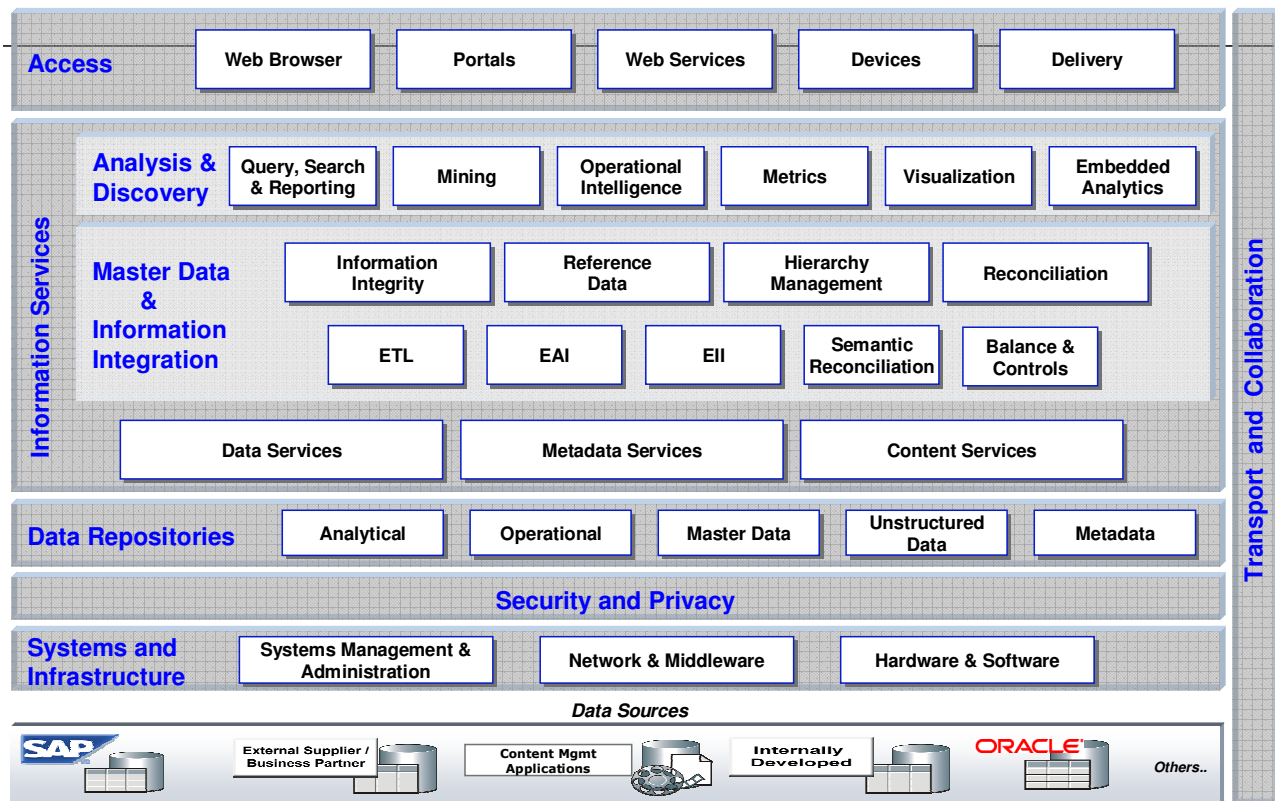 Access
Web Browser
Portals
Web Services
Devices
Delivery
Information Services
Analysis &
Discovery
Query, Search
& Reporting
Mining
Operational
Intelligence
Metrics
Visualization
Embedded
Analytics
Master Data
&
Information
Integration
Information
Integrity
Reference
Data
Hierarchy
Management
Reconciliation
ETL
EAI
EII
Semantic
Reconciliation
Balance &
Controls
Data Services
Metadata Services
Content Services
Data Repositories
Analytical
Operational
Master Data
Unstructured
Data
Metadata
Security and Privacy
Systems and
Infrastructure
Systems Management &
Administration
Network & Middleware
Hardware & Software
Transport and Collaboration
Data Sources
SAP
External Supplier /
Business Partner
Content Mgmt
Applications
Internally
Developed
ORACLE
Others..